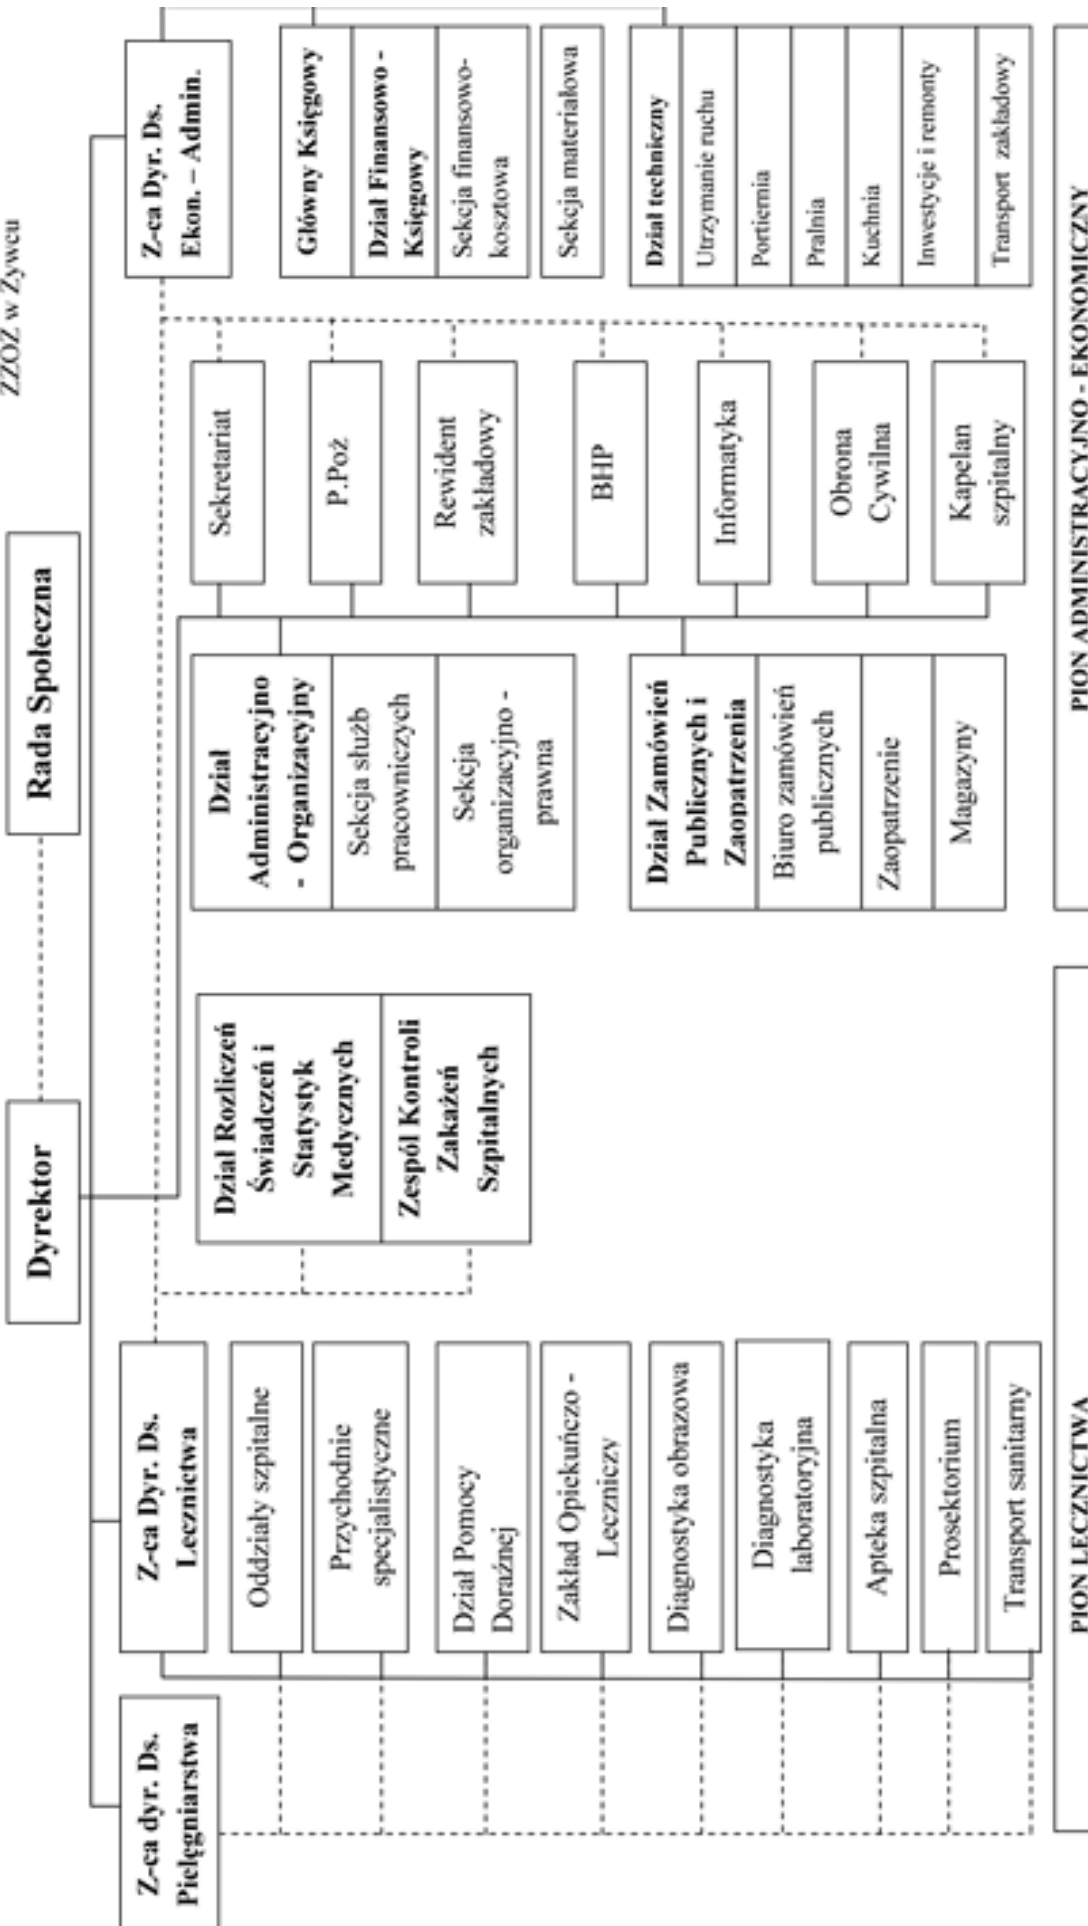 ZZOZ w Żywcu
Rada Społeczna
Dyrektor
Z-ca dyr. Ds.
Pielęgniarstwa
Z-ca Dyr. Ds.
Lecznictwa
Z-ca Dyr. Ds.
Ekon. – Admin.
Oddziały szpitalne
Przychodnie
specjalistyczne
Dział Pomocy
Doraźnej
Zakład Opiekuńczo -
Leczniczy
Diagnostyka obrazowa
Diagnostyka
laboratoryjna
Apteka szpitalna
Prosektorium
Transport sanitarny
Dział Rozliczeń
Świadczeń i
Statystyk
Medycznych
Zespół Kontroli
Zakażeń
Szpitalnych
Dział
Administracyjno
- Organizacyjny
Sekcja służb
pracowniczych
Sekcja
organizacyjno -
prawna
Dział Zamówień
Publicznych i
Zaopatrzenia
Biuro zamówień
publicznych
Zaopatrzenie
Magazyny
Sekretariat
P.Poż
Rewident
zakładowy
BHP
Informatyka
Obrona
Cywilna
Kapelan
szpitalny
Główny Księgowy
Dział Finansowo -
Księgowy
Sekcja finansowo-
kosztowa
Sekcja materiałowa
Dział techniczny
Utrzymanie ruchu
Portiernia
Pralnia
Kuchnia
Inwestycje i remonty
Transport zakładowy
PION LECZNICTWA
PION ADMINISTRACYJNO - EKONOMICZNY